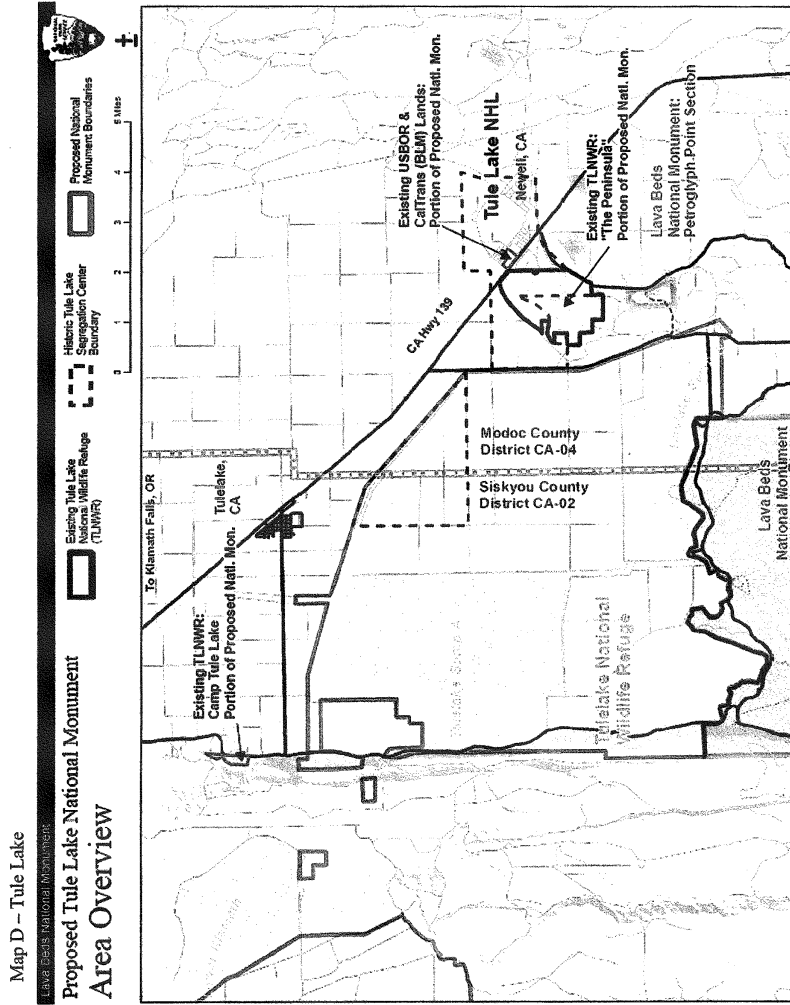 Map D – Tule Lake
Lava Beds National Monument
Proposed Tule Lake National Monument
Area Overview
Existing Tule Lake
National Wildlife Refuge
(TLNWR)
Historic Tule Lake
Segregation Center
Boundary
Proposed National
Monument Boundaries
0 1 2 3 4 5 Miles
To Klamath Falls, OR
Existing TLNWR:
Camp Tule Lake
Portion of Proposed Natl. Mon.
Tulelake,
CA
CA Hwy 139
Existing USBOR &
CalTrans (BLM) Lands:
Portion of Proposed Natl. Mon.
Tule Lake NHL
Newell, CA
Existing TLNWR:
"The Peninsula"
Portion of Proposed Natl. Mon.
Lava Beds
National Monument:
Petroglyph Point Section
Modoc County
District CA-04
Siskyou County
District CA-02
Tulelake National
Wildlife Refuge
Lava Beds
National Monument